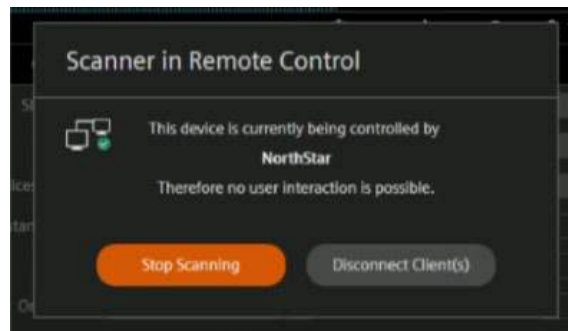 Scanner in Remote Control
This device is currently being controlled by
NorthStar
Therefore no user interaction is possible.
Stop Scanning
Disconnect Client(s)